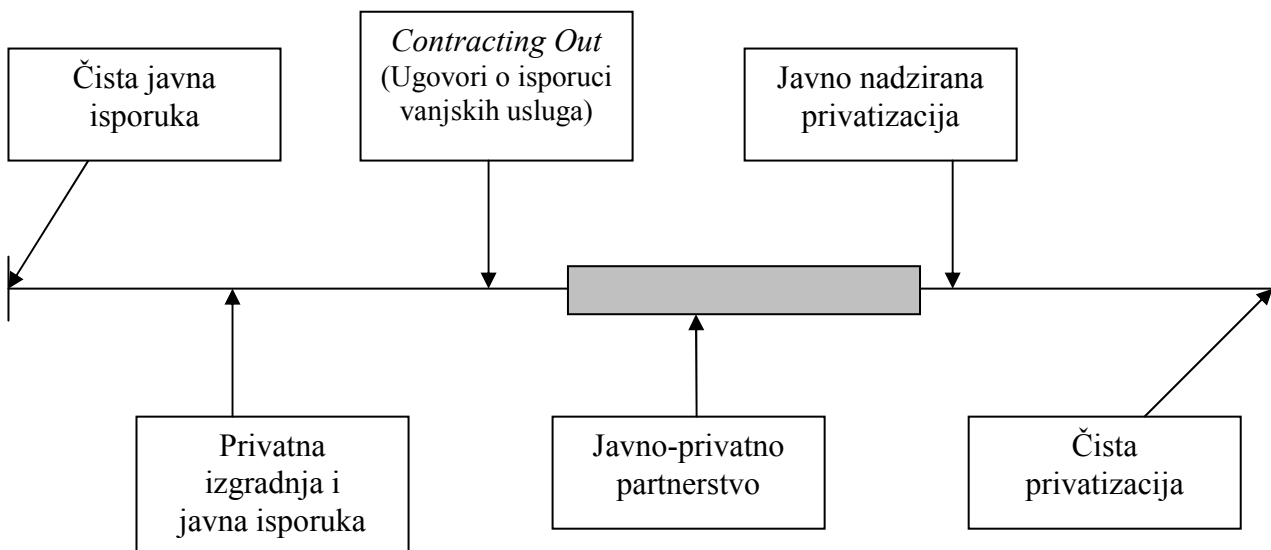 Čista javna
isporuka
Contracting Out
(Ugovori o isporuci
vanjskih usluga)
Javno nadzirana
privatizacija
Privatna
izgradnja i
javna isporuka
Javno-privatno
partnerstvo
Čista
privatizacija